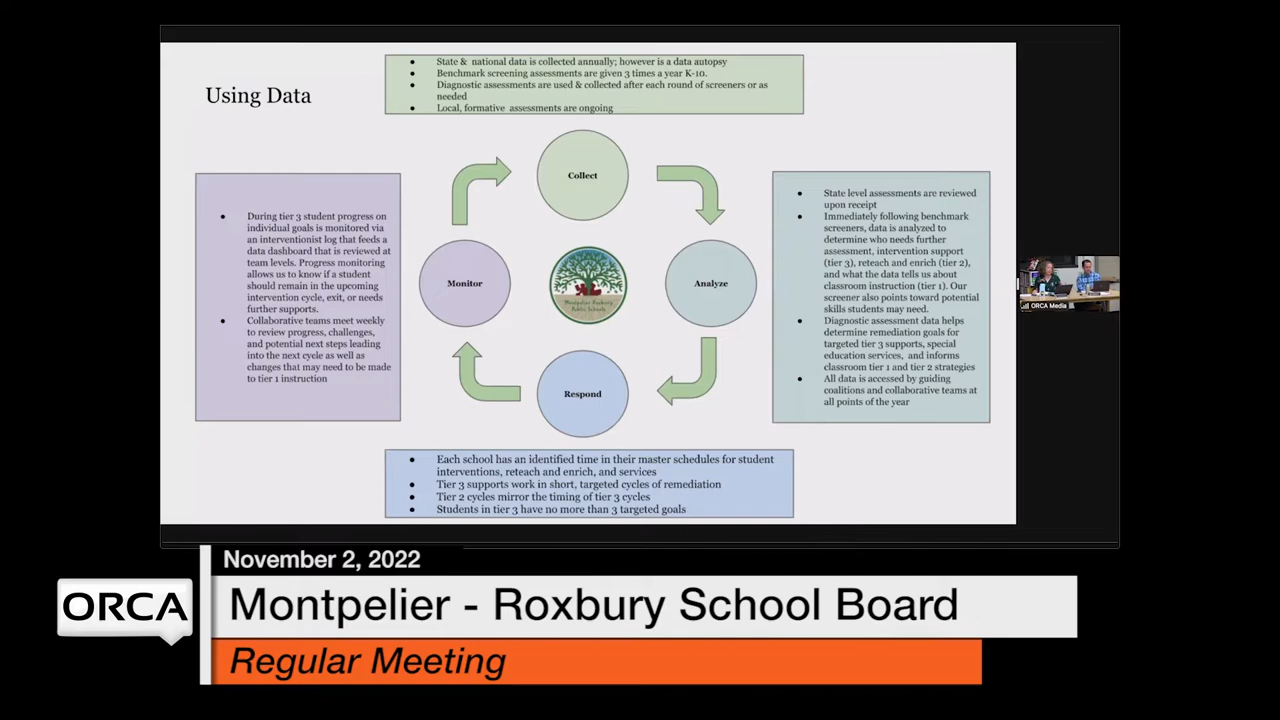 Using Data
State & national data is collected annually; however is a data autopsy
Benchmark screening assessments are given 3 times a year K-10.
Diagnostic assessments are used & collected after each round of screeners or as
needed
Local, formative assessments are ongoing
Collect
Analyze
Respond
Monitor
Montpelier Roxbury
Public Schools
During tier 3 student progress on
individual goals is monitored via
an interventionist log that feeds a
data dashboard that is reviewed at
team levels. Progress monitoring
allows us to know if a student
should remain in the upcoming
intervention cycle, exit, or needs
further supports.
Collaborative teams meet weekly
to review progress, challenges,
and potential next steps leading
into the next cycle as well as
changes that may need to be made
to tier 1 instruction
State level assessments are reviewed
upon receipt
Immediately following benchmark
screeners, data is analyzed to
determine who needs further
assessment, intervention support
(tier 3), reteach and enrich (tier 2),
and what the data tells us about
classroom instruction (tier 1). Our
screener also points toward potential
skills students may need.
Diagnostic assessment data helps
determine remediation goals for
targeted tier 3 supports, special
education services, and informs
classroom tier 1 and tier 2 strategies
All data is accessed by guiding
coalitions and collaborative teams at
all points of the year
Each school has an identified time in their master schedules for student
interventions, reteach and enrich, and services
Tier 3 supports work in short, targeted cycles of remediation
Tier 2 cycles mirror the timing of tier 3 cycles
Students in tier 3 have no more than 3 targeted goals
ORCA Media
November 2, 2022
ORCA
Montpelier - Roxbury School Board
Regular Meeting